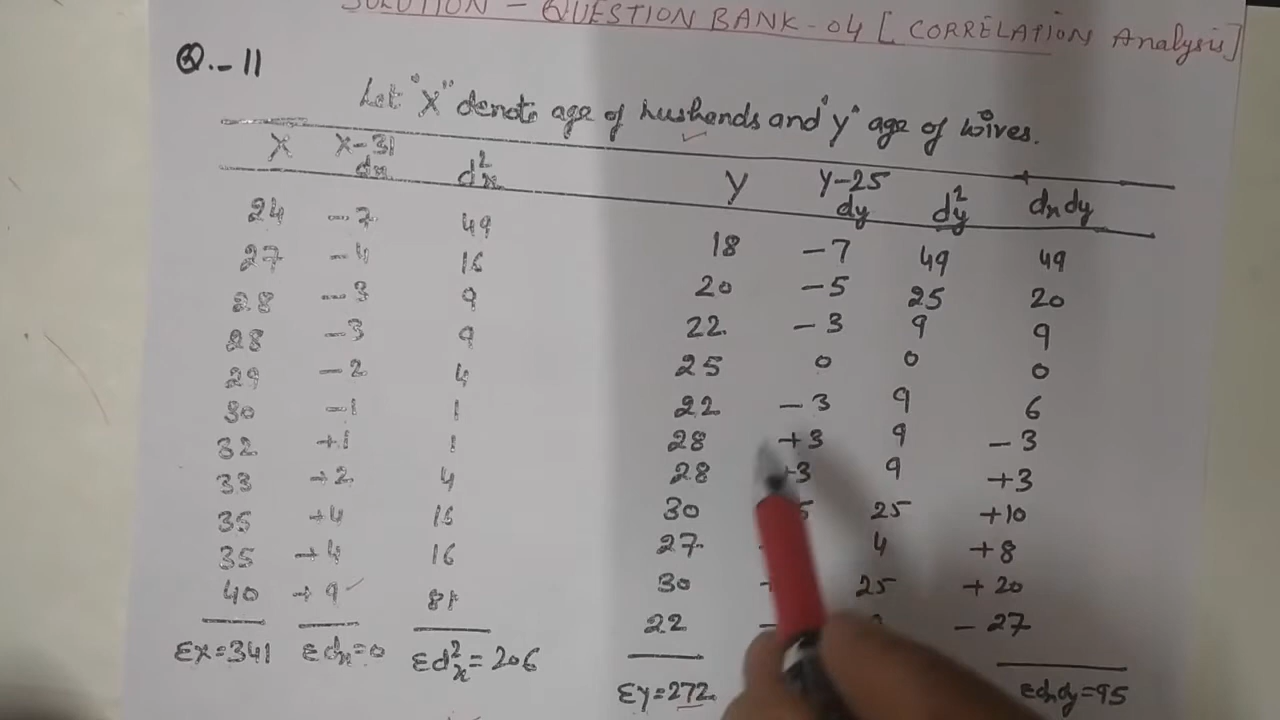 SOLUTION - QUESTION BANK-04 [ CORRELATION Analysis]
Q.-11
Let "X" denote age of husbands and "y" age of wives.
X X-31 dx d²x Y Y-25 dy d²y dxdy
24 -7 49 18 -7 49 49
27 -4 16 20 -5 25 20
28 -3 9 22 -3 9 9
28 -3 9 25 0 0 0
29 -2 4 22 -3 9 6
30 -1 1 28 +3 9 -3
32 +1 1 28 +3 9 +3
33 +2 4 30 25 +10
35 +4 16 27 4 +8
35 +4 16 30 25 +20
40 +9 81 22 -27
Σx=341 Σdx=0 Σd²x=206 Σy=272 Σdxdy=95